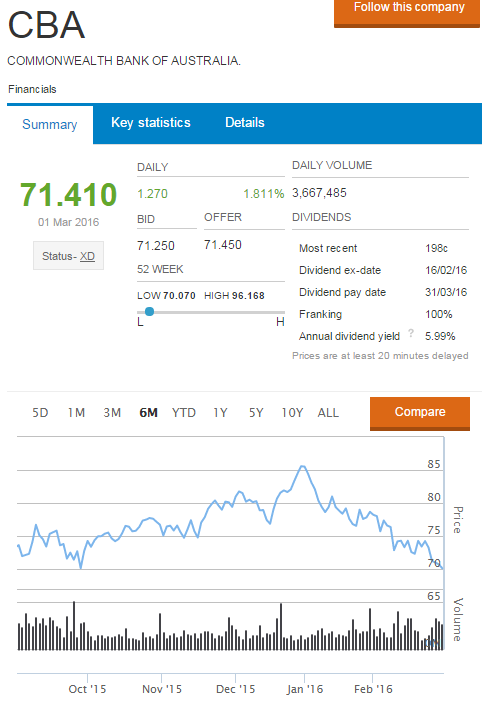 CBA
Follow this company
COMMONWEALTH BANK OF AUSTRALIA.
Financials
Summary Key statistics Details
71.410
01 Mar 2016
Status- XD
DAILY
1.270 1.811%
BID OFFER
71.250 71.450
52 WEEK
LOW 70.070 HIGH 96.168
L H
DAILY VOLUME
3,667,485
DIVIDENDS
Most recent 198c
Dividend ex-date 16/02/16
Dividend pay date 31/03/16
Franking 100%
Annual dividend yield ? 5.99%
Prices are at least 20 minutes delayed
5D 1M 3M 6M YTD 1Y 5Y 10Y ALL
Compare
85
80
75
70
65
Price
Volume
Oct '15 Nov '15 Dec '15 Jan '16 Feb '16